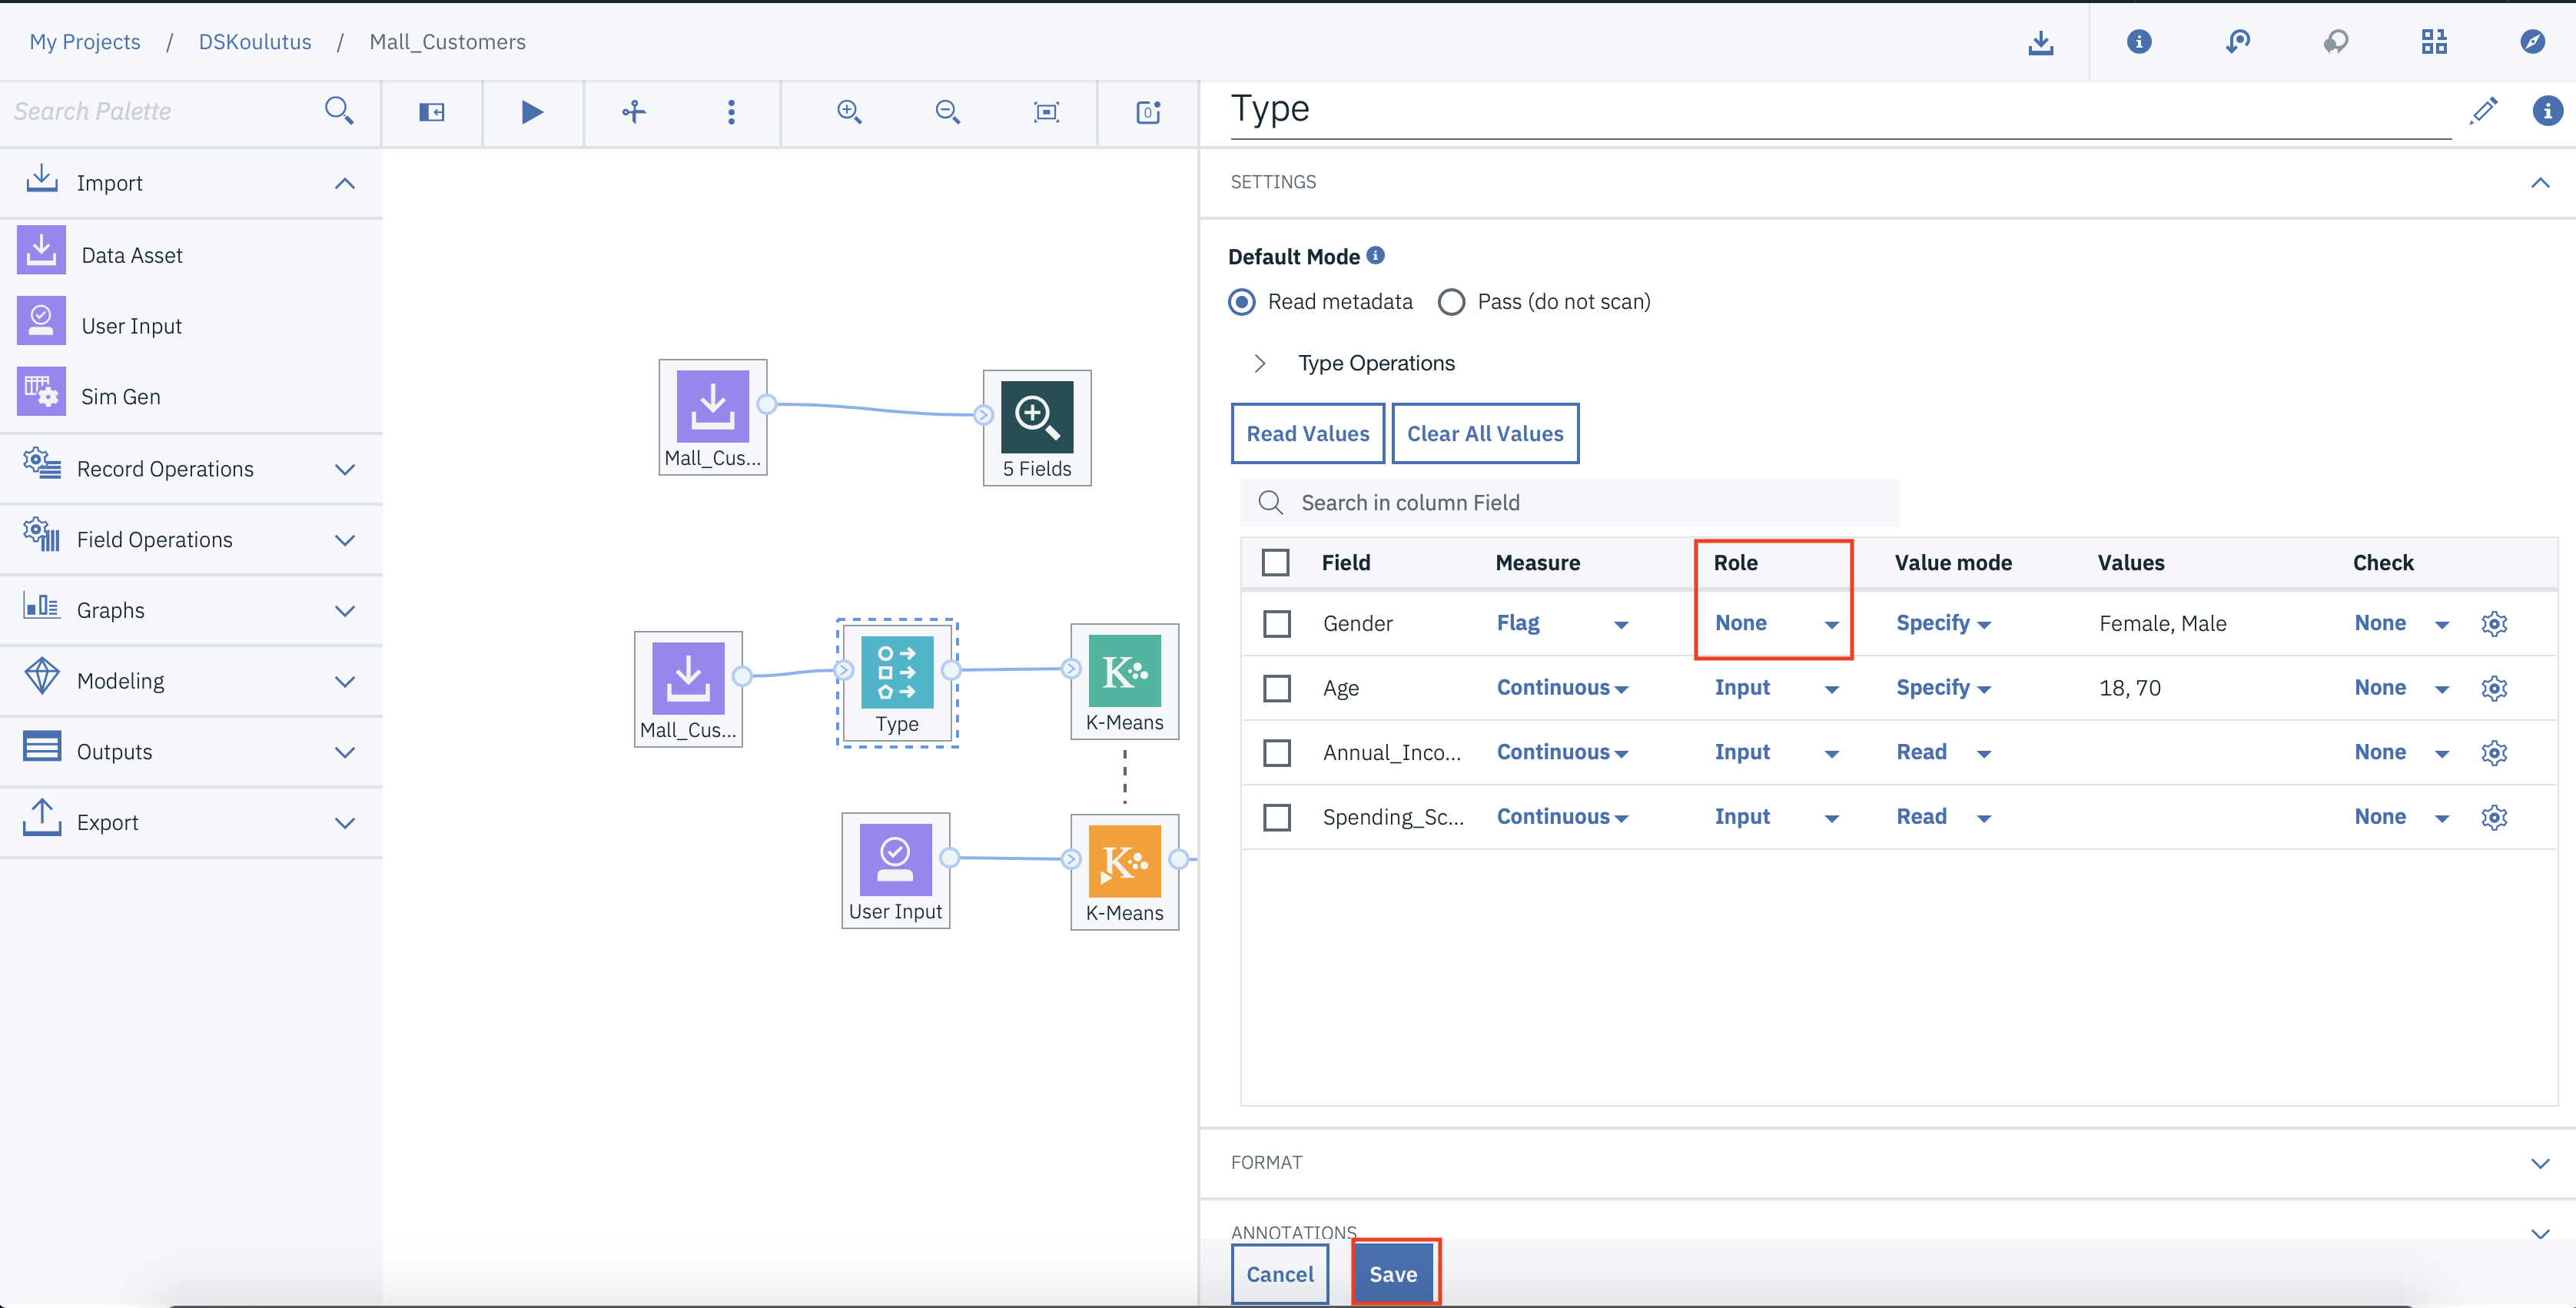 My Projects / DSKoulutus / Mall_Customers
Search Palette
Import
Data Asset
User Input
Sim Gen
Record Operations
Field Operations
Graphs
Modeling
Outputs
Export
Mall_Cus...
5 Fields
Mall_Cus...
Type
K-Means
User Input
K-Means
Type
SETTINGS
Default Mode
Read metadata Pass (do not scan)
Type Operations
Read Values Clear All Values
Search in column Field
Field Measure Role Value mode Values Check
Gender Flag None Specify Female, Male None
Age Continuous Input Specify 18, 70 None
Annual_Inco... Continuous Input Read None
Spending_Sc... Continuous Input Read None
FORMAT
ANNOTATIONS
Cancel Save